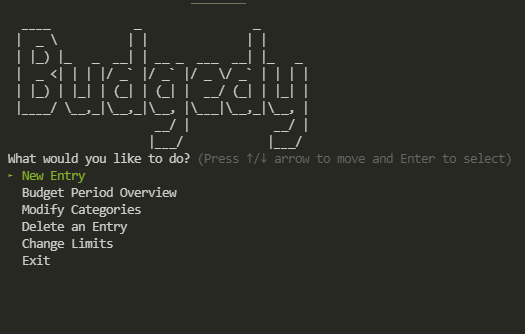 Budgedy
What would you like to do? (Press ↑/↓ arrow to move and Enter to select)
‣ New Entry
Budget Period Overview
Modify Categories
Delete an Entry
Change Limits
Exit